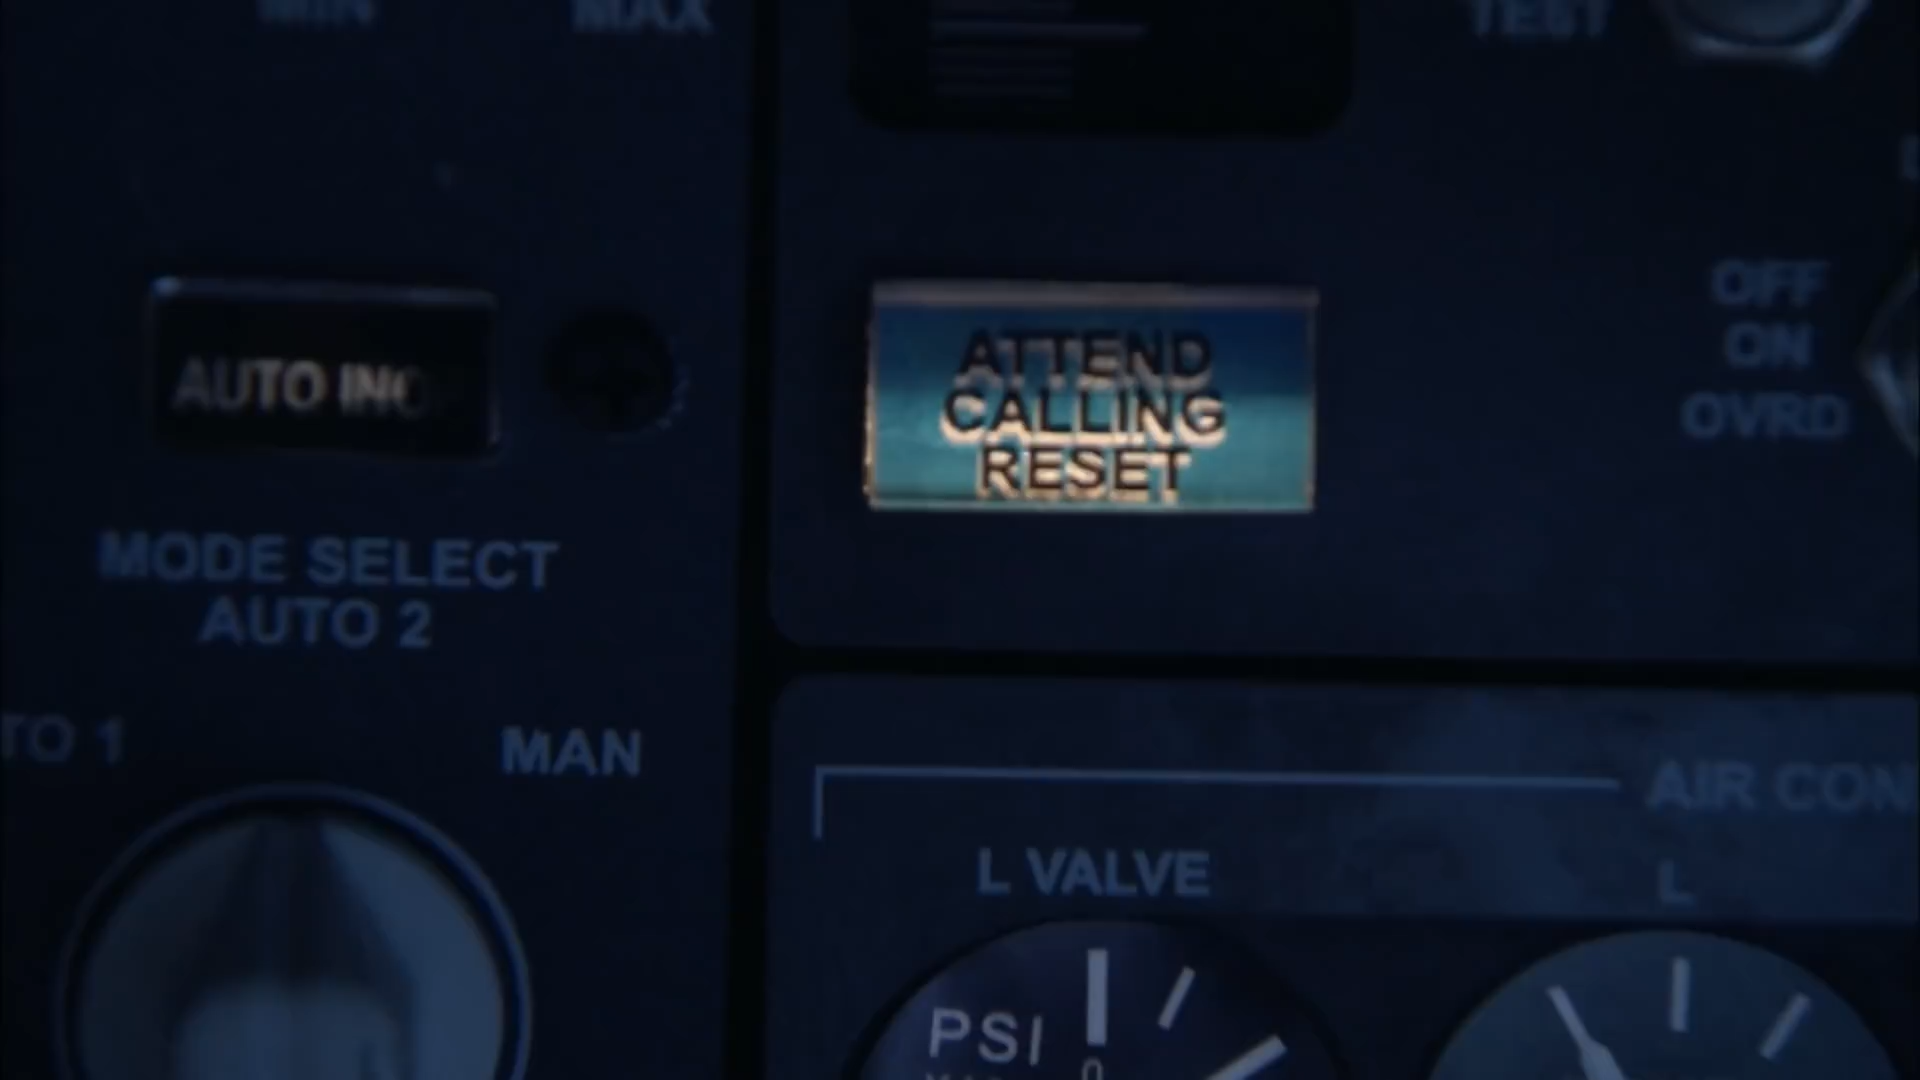 MIN
MAX
TEST
AUTO
ATTEND
CALLING
RESET
OFF
ON
OVRD
MODE SELECT
AUTO 2
TO 1
MAN
AIR CON
L VALVE
L
PSI
0